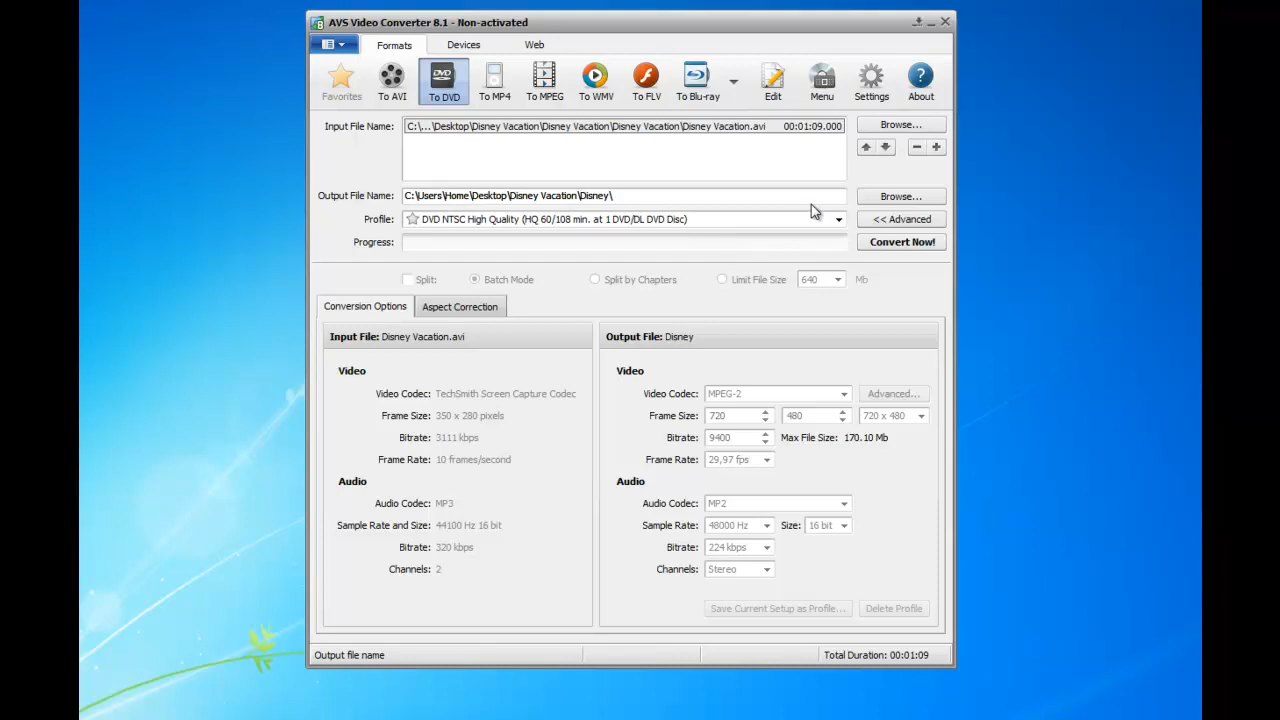 AVS Video Converter 8.1 - Non-activated
Formats Devices Web
Favorites To AVI To DVD To MP4 To MPEG To WMV To FLV To Blu-ray Edit Menu Settings About
Input File Name: C:\...\Desktop\Disney Vacation\Disney Vacation\Disney Vacation\Disney Vacation.avi 00:01:09.000 Browse...
Output File Name: C:\Users\Home\Desktop\Disney Vacation\Disney\ Browse...
Profile: DVD NTSC High Quality (HQ 60/108 min. at 1 DVD/DL DVD Disc) << Advanced
Progress: Convert Now!
Split: Batch Mode Split by Chapters Limit File Size 640 Mb
Conversion Options Aspect Correction
Input File: Disney Vacation.avi
Video
Video Codec: TechSmith Screen Capture Codec
Frame Size: 350 x 280 pixels
Bitrate: 3111 kbps
Frame Rate: 10 frames/second
Audio
Audio Codec: MP3
Sample Rate and Size: 44100 Hz 16 bit
Bitrate: 320 kbps
Channels: 2
Output File: Disney
Video
Video Codec: MPEG-2 Advanced...
Frame Size: 720 480 720 x 480
Bitrate: 9400 Max File Size: 170.10 Mb
Frame Rate: 29,97 fps
Audio
Audio Codec: MP2
Sample Rate: 48000 Hz Size: 16 bit
Bitrate: 224 kbps
Channels: Stereo
Save Current Setup as Profile... Delete Profile
Output file name Total Duration: 00:01:09